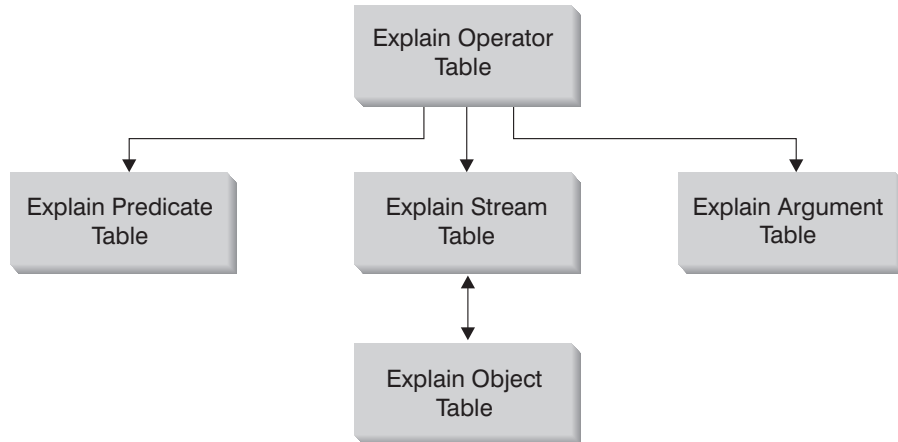 Explain Operator
Table
Explain Predicate
Table
Explain Stream
Table
Explain Argument
Table
Explain Object
Table